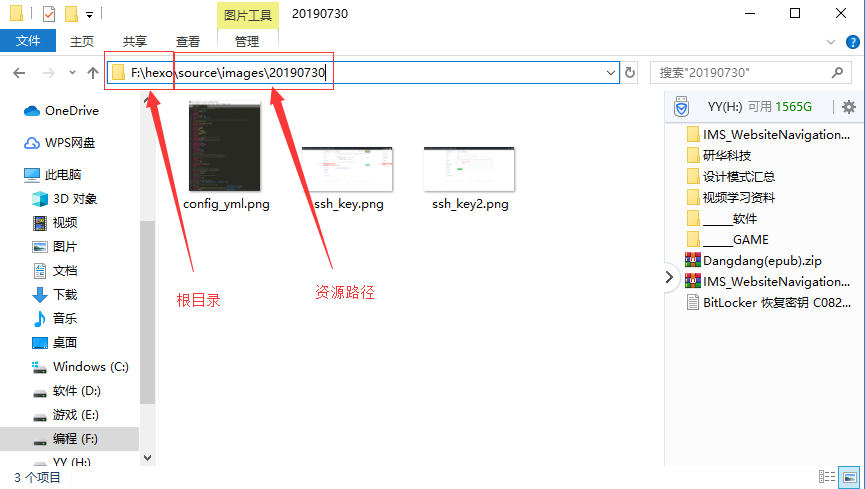 图片工具 20190730
文件 主页 共享 查看 管理
F:\hexo\source\images\20190730
搜索"20190730"
OneDrive
WPS网盘
此电脑
3D 对象
视频
图片
文档
下载
音乐
桌面
Windows (C:)
软件 (D:)
游戏 (E:)
编程 (F:)
YY (H:)
config_yml.png
ssh_key.png
ssh_key2.png
根目录
资源路径
YY(H:) 可用 1565G
IMS_WebsiteNavigation...
研华科技
设计模式汇总
视频学习资料
_____软件
_____GAME
Dangdang(epub).zip
IMS_WebsiteNavigation...
BitLocker 恢复密钥 C082...
3 个项目